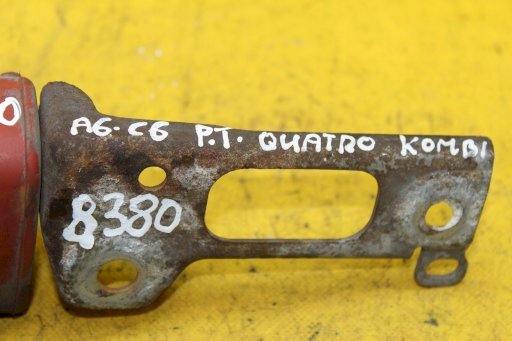 O
A6-C6 P.T. QUATRO KOMBI
8380